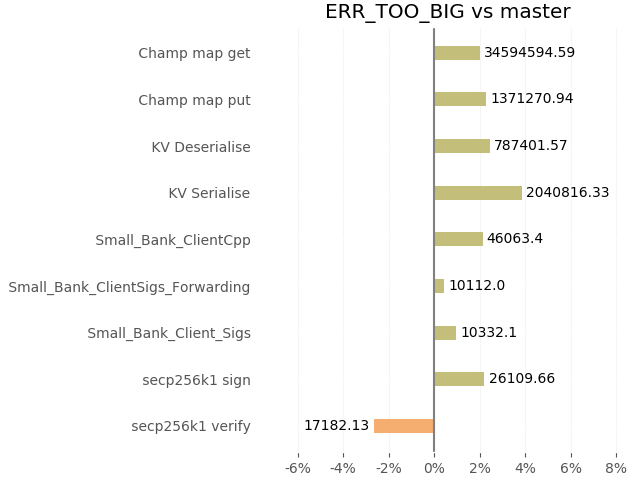 ERR_TOO_BIG vs master
Champ map get 34594594.59
Champ map put 1371270.94
KV Deserialise 787401.57
KV Serialise 2040816.33
Small_Bank_ClientCpp 46063.4
Small_Bank_ClientSigs_Forwarding 10112.0
Small_Bank_Client_Sigs 10332.1
secp256k1 sign 26109.66
secp256k1 verify 17182.13
-6% -4% -2% 0% 2% 4% 6% 8%